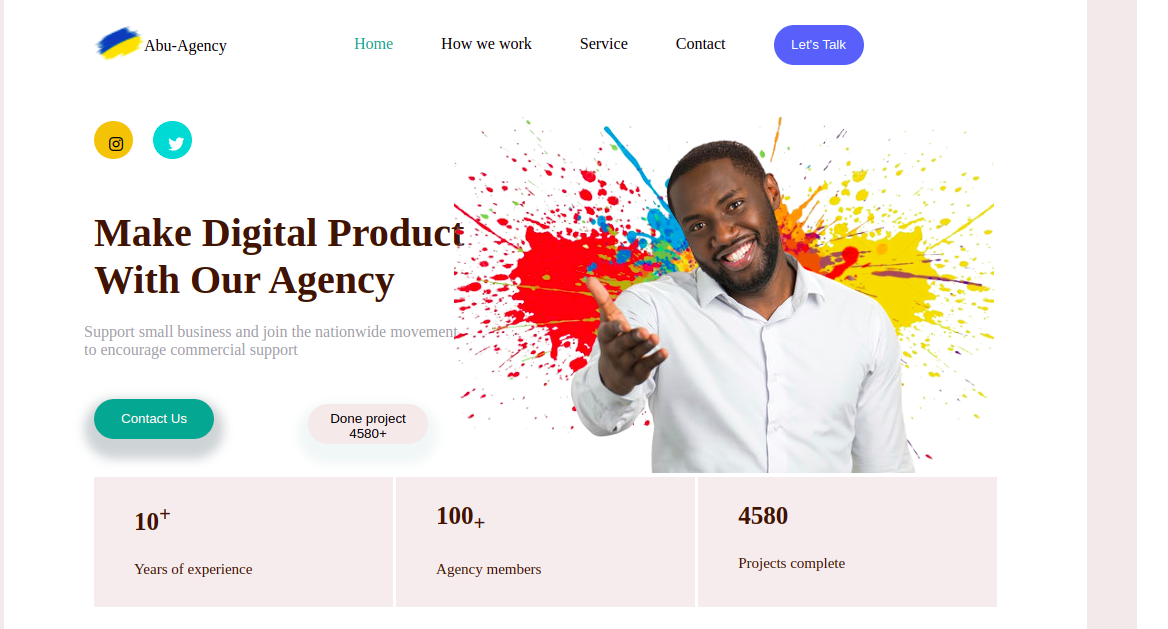 Abu-Agency
Home
How we work
Service
Contact
Let's Talk
Make Digital Product
With Our Agency
Support small business and join the nationwide movement
to encourage commercial support
Contact Us
Done project
4580+
10+
100+
4580
Years of experience
Agency members
Projects complete